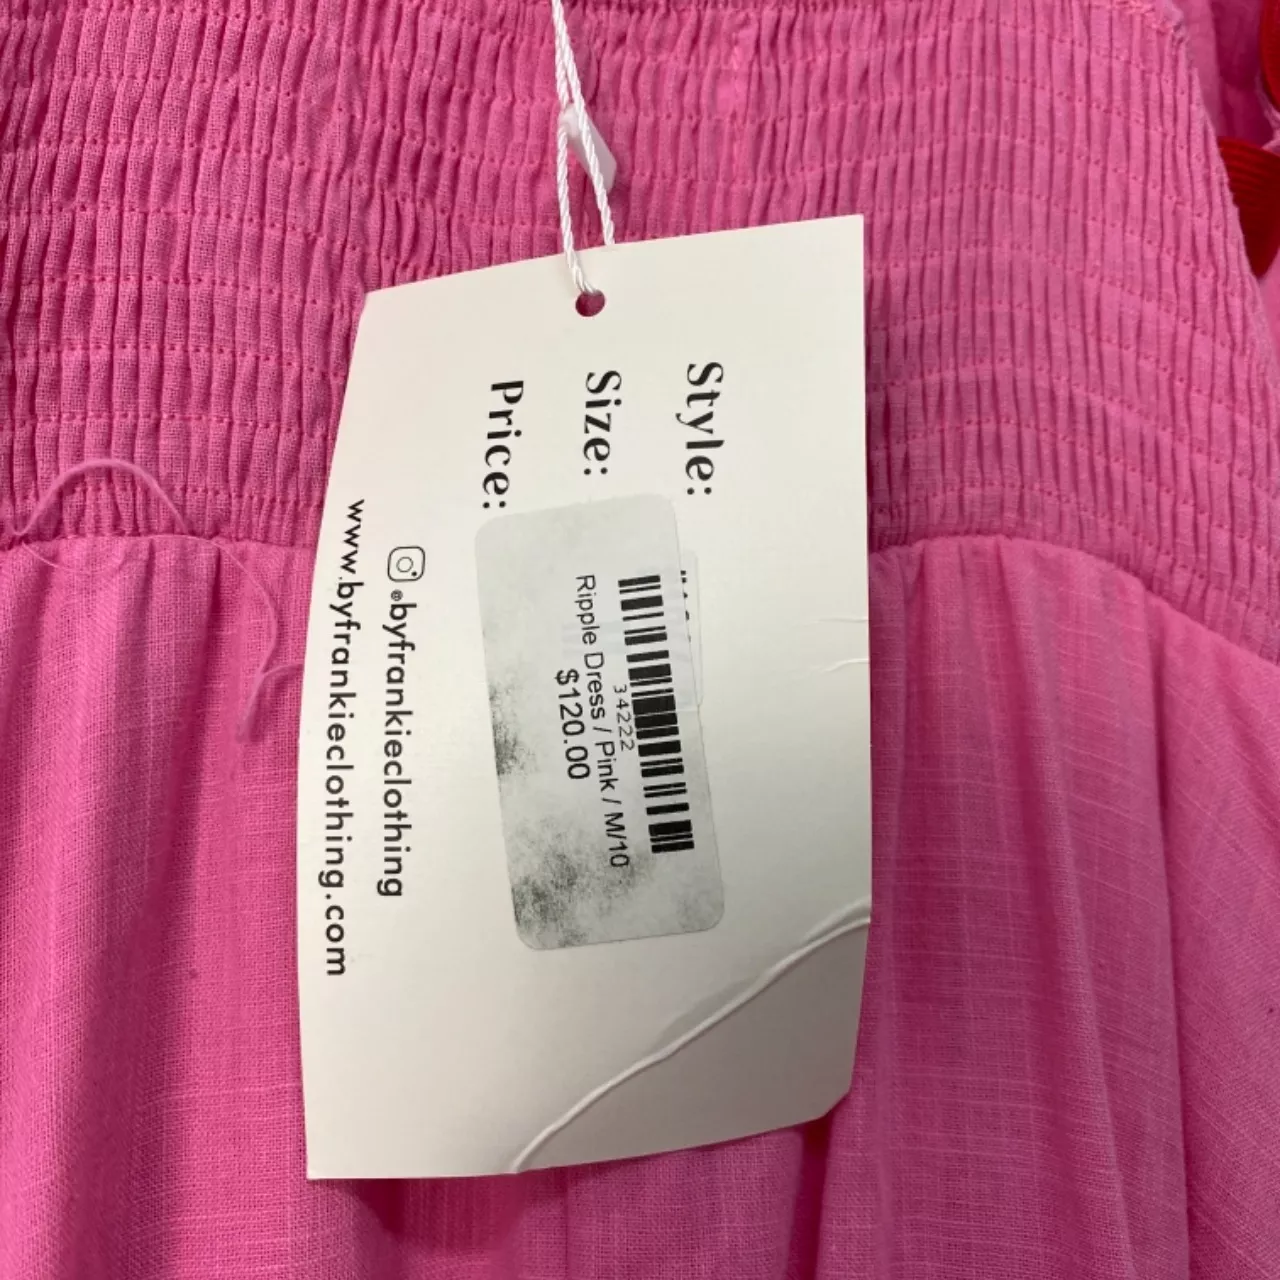 Style:
Size:
Price:
34222
Ripple Dress / Pink / M/10
$120.00
@byfrankieclothing
www.byfrankieclothing.com